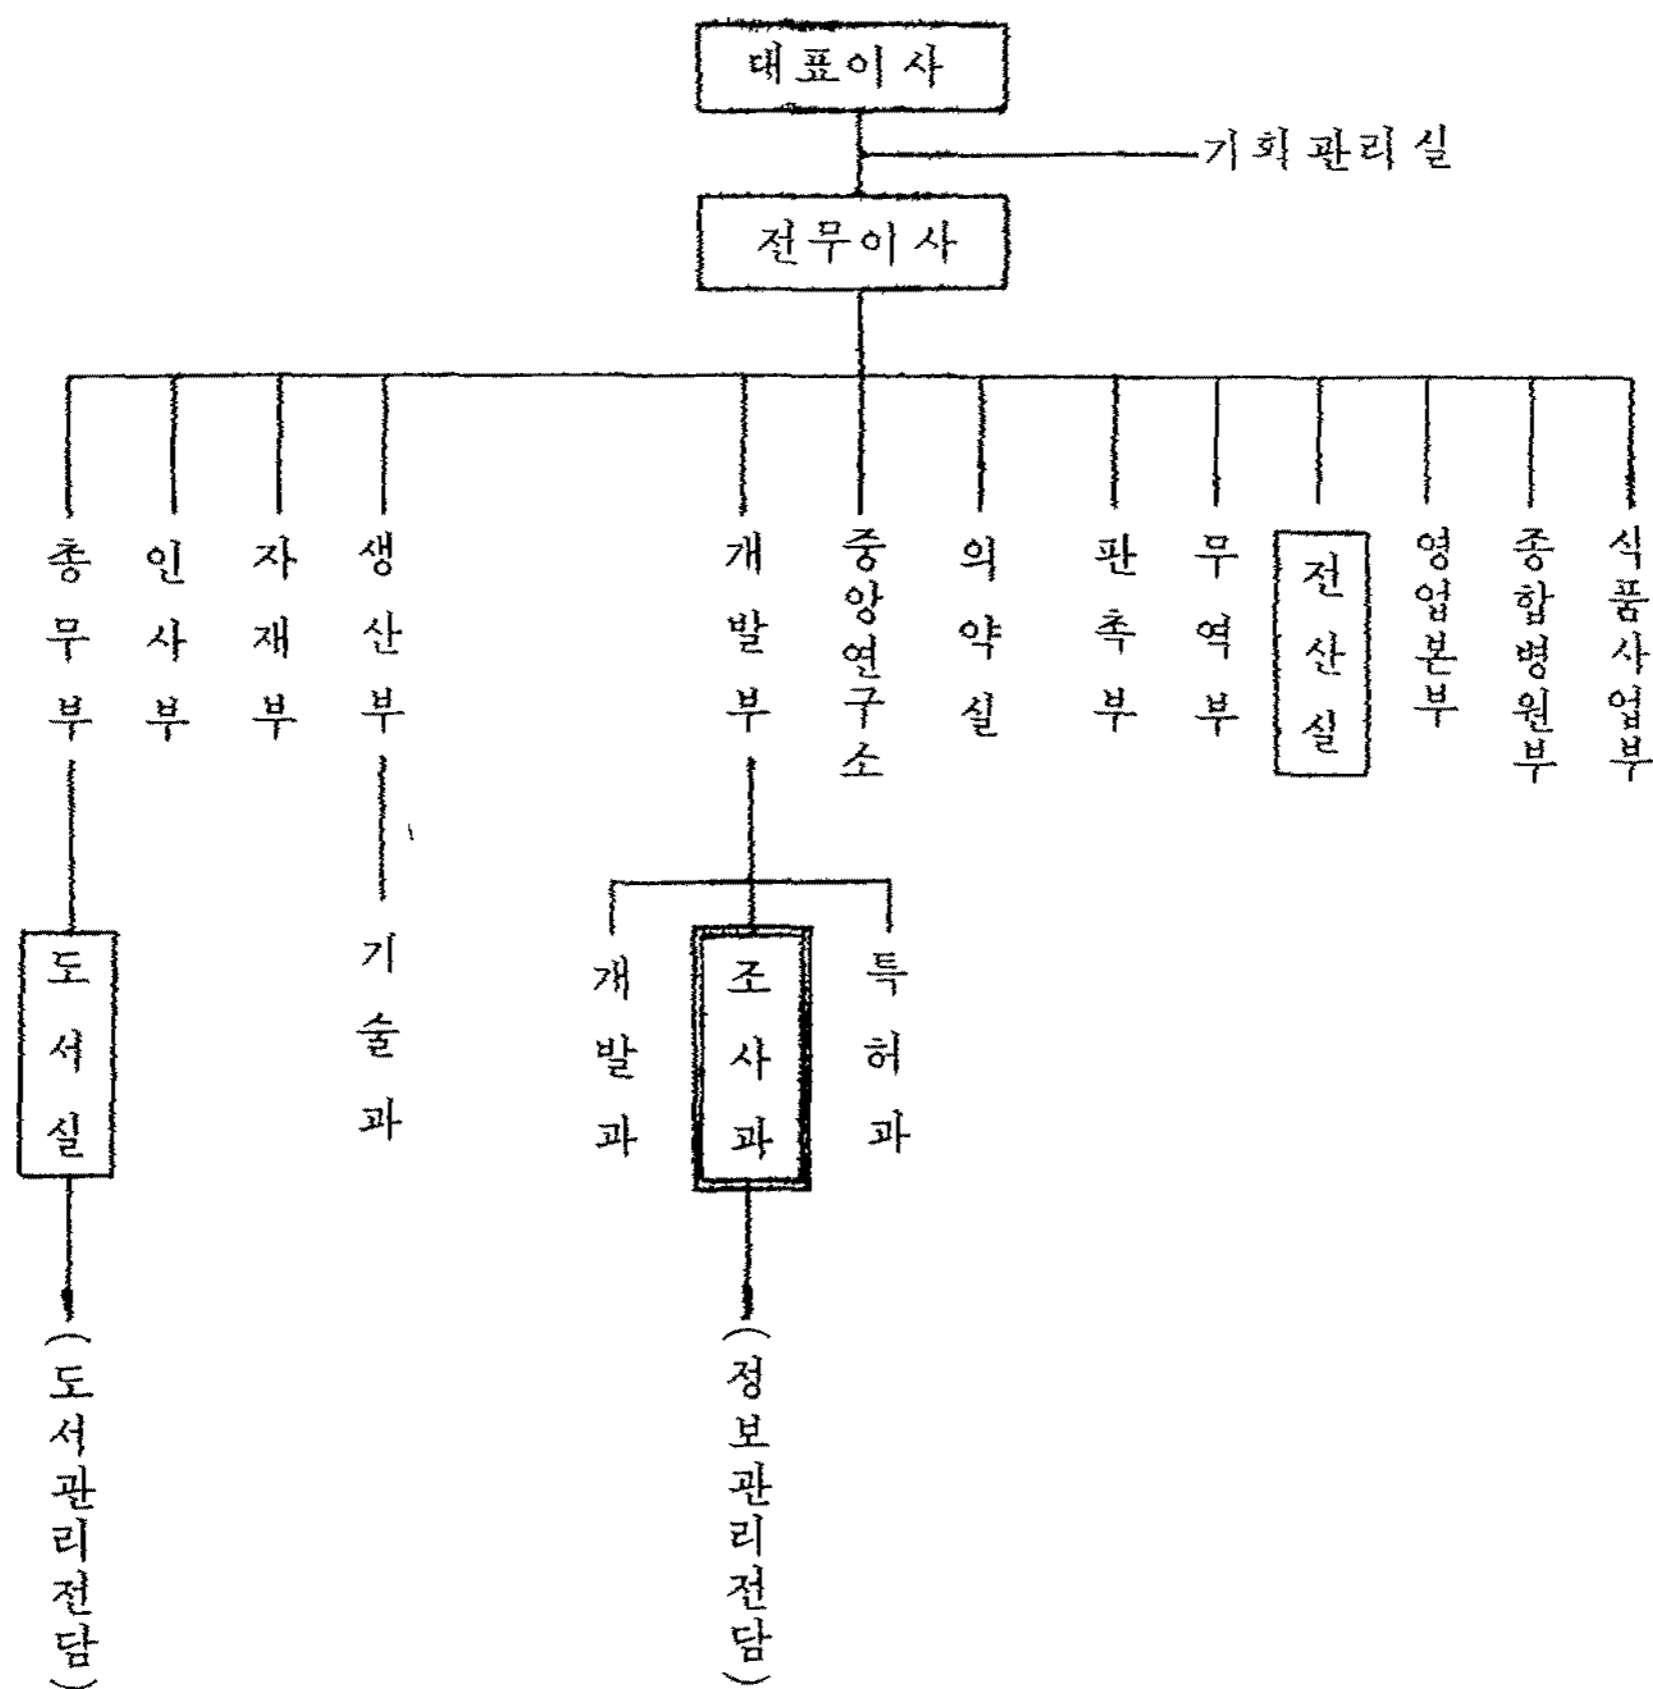 대표이사
기획관리실
전무이사
총무부
인사부
자재부
생산부
개발부
중앙연구소
의약실
판촉부
무역부
전산실
영업본부
종합병원부
식품사업부
도서실
기술과
개발과
조사과
특허과
(도서관리전담)
(정보관리전담)